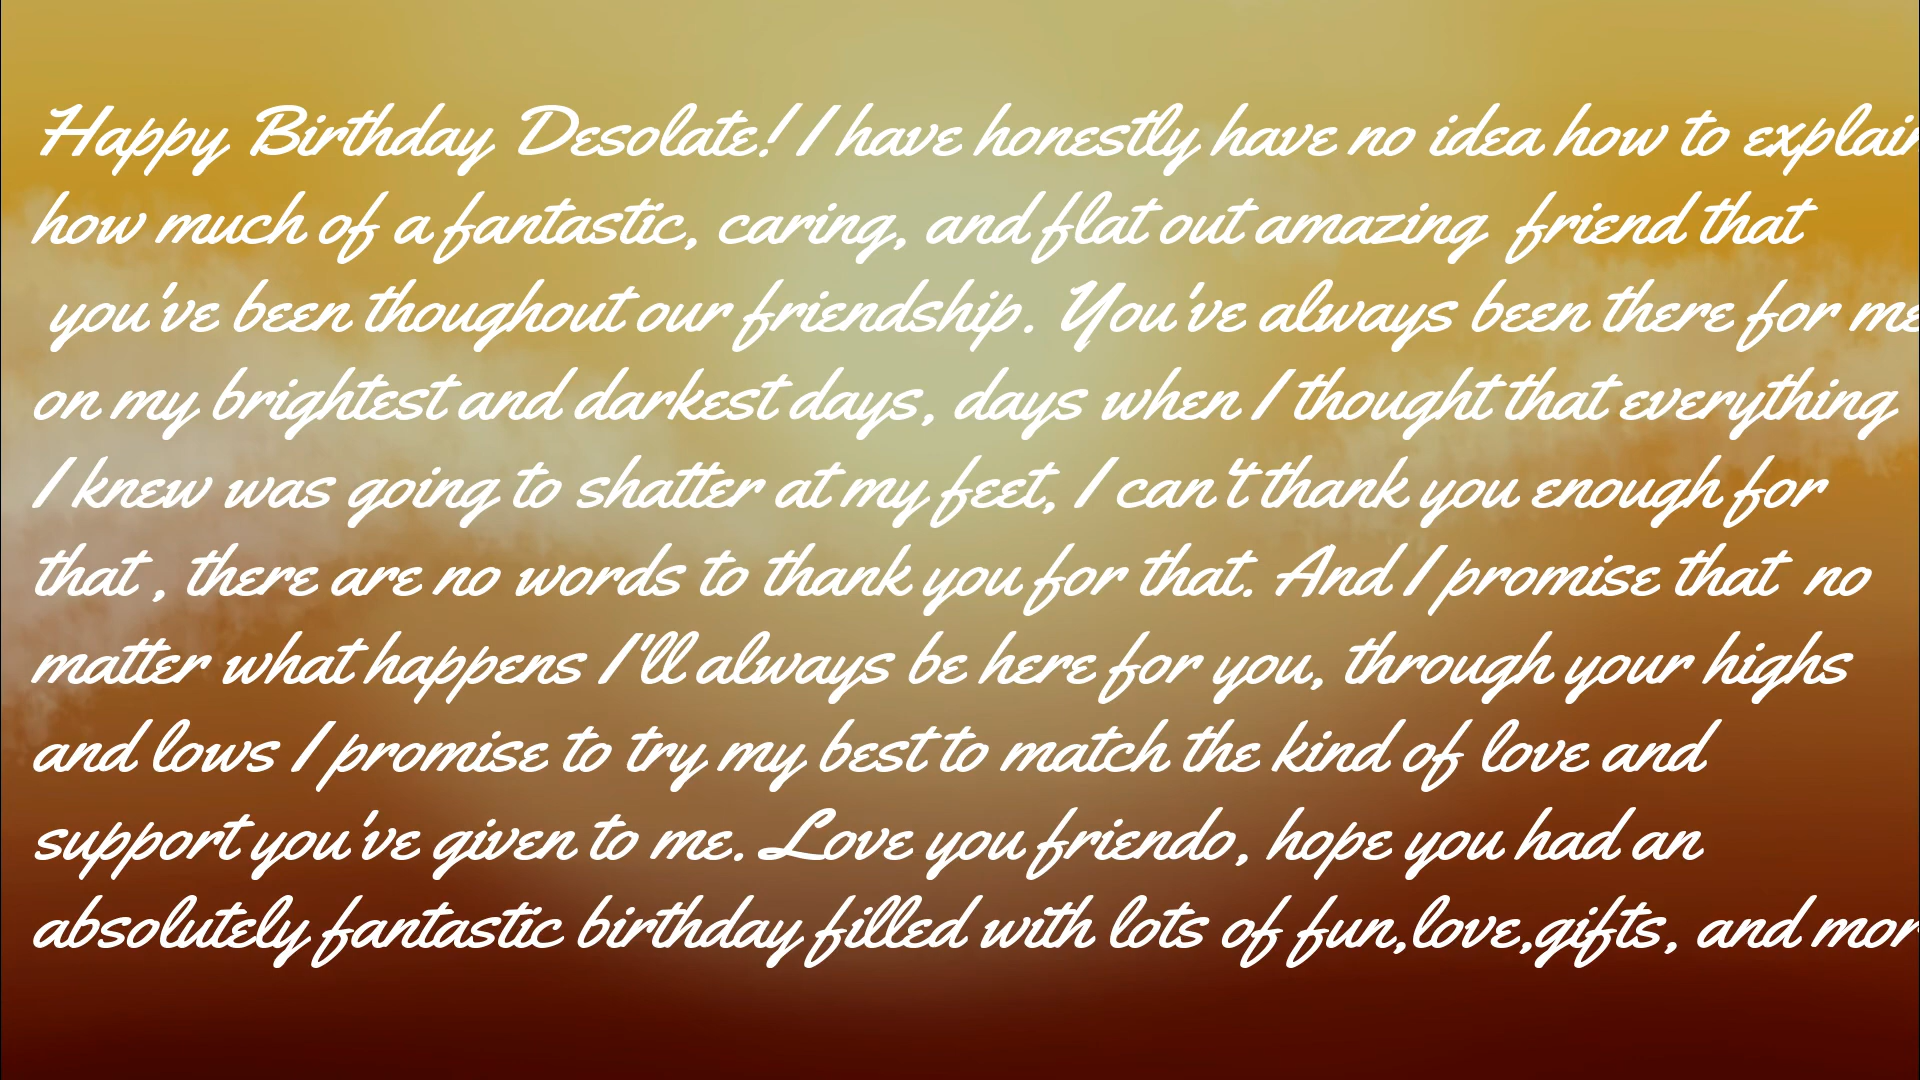 Happy Birthday Desolate! I have honestly have no idea how to explain
how much of a fantastic, caring, and flat out amazing friend that
you've been thoughout our friendship. You've always been there for me
on my brightest and darkest days, days when I thought that everything
I knew was going to shatter at my feet, I can't thank you enough for
that , there are no words to thank you for that. And I promise that no
matter what happens I'll always be here for you, through your highs
and lows I promise to try my best to match the kind of love and
support you've given to me. Love you friendo, hope you had an
absolutely fantastic birthday filled with lots of fun,love,gifts, and mor